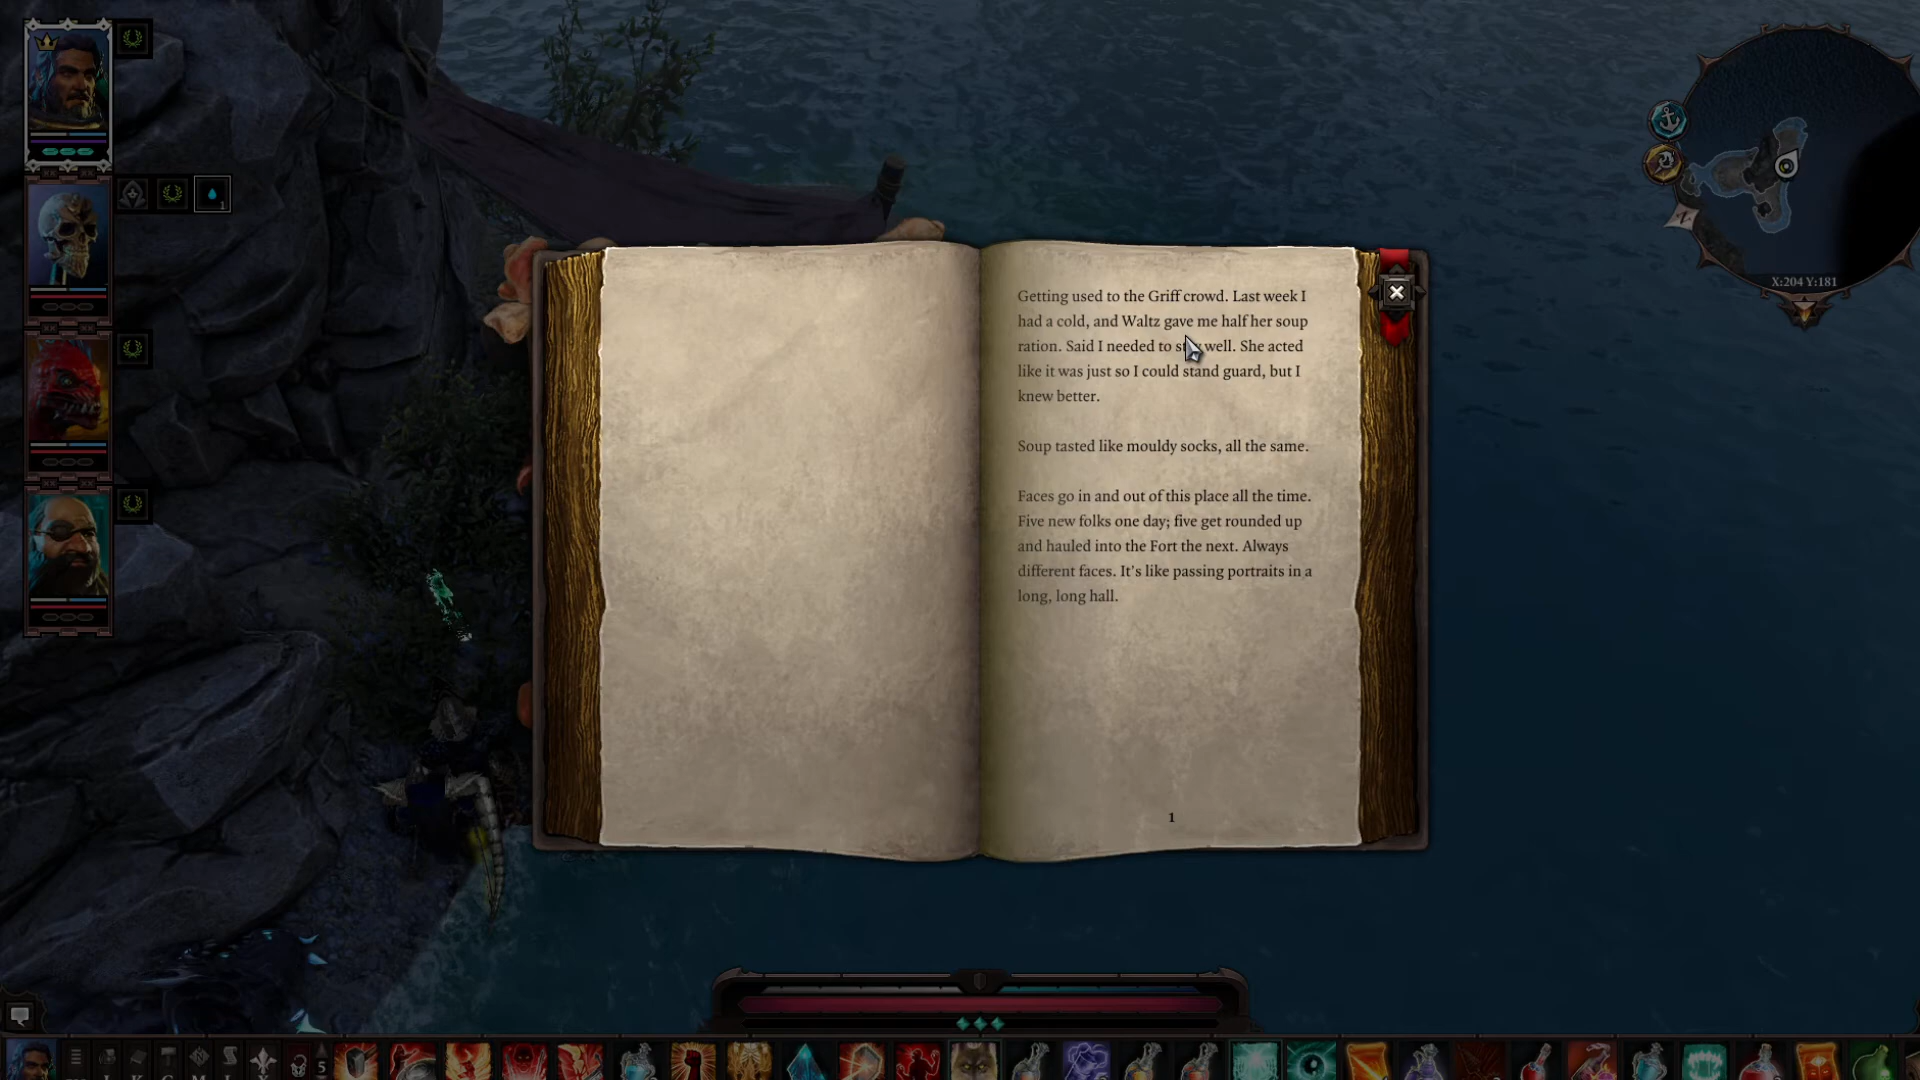 X:204 Y:181
Getting used to the Griff crowd. Last week I
had a cold, and Waltz gave me half her soup
ration. Said I needed to well. She acted
like it was just so I could stand guard, but I
knew better.
Soup tasted like mouldy socks, all the same.
Faces go in and out of this place all the time.
Five new folks one day; five get rounded up
and hauled into the Fort the next. Always
different faces. It's like passing portraits in a
long, long hall.
1
1
5